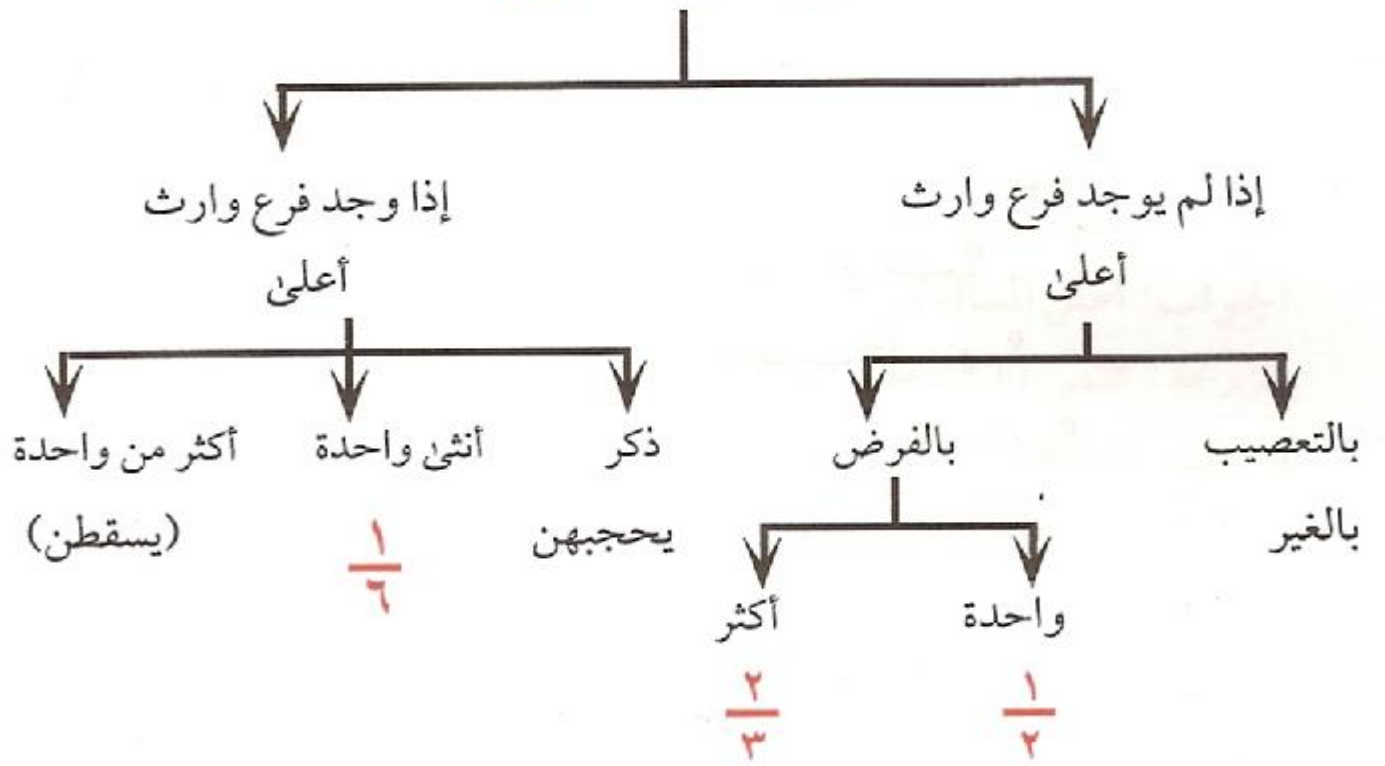 إذا لم يوجد فرع وارث
أعلىٰ
إذا وجد فرع وارث
أعلىٰ
بالتعصيب
بالغير
بالفرض
ذكر
يحجبهن
أنثىٰ واحدة
١
٦
أكثر من واحدة
(يسقطن)
واحدة
١
٢
أكثر
٢
٣